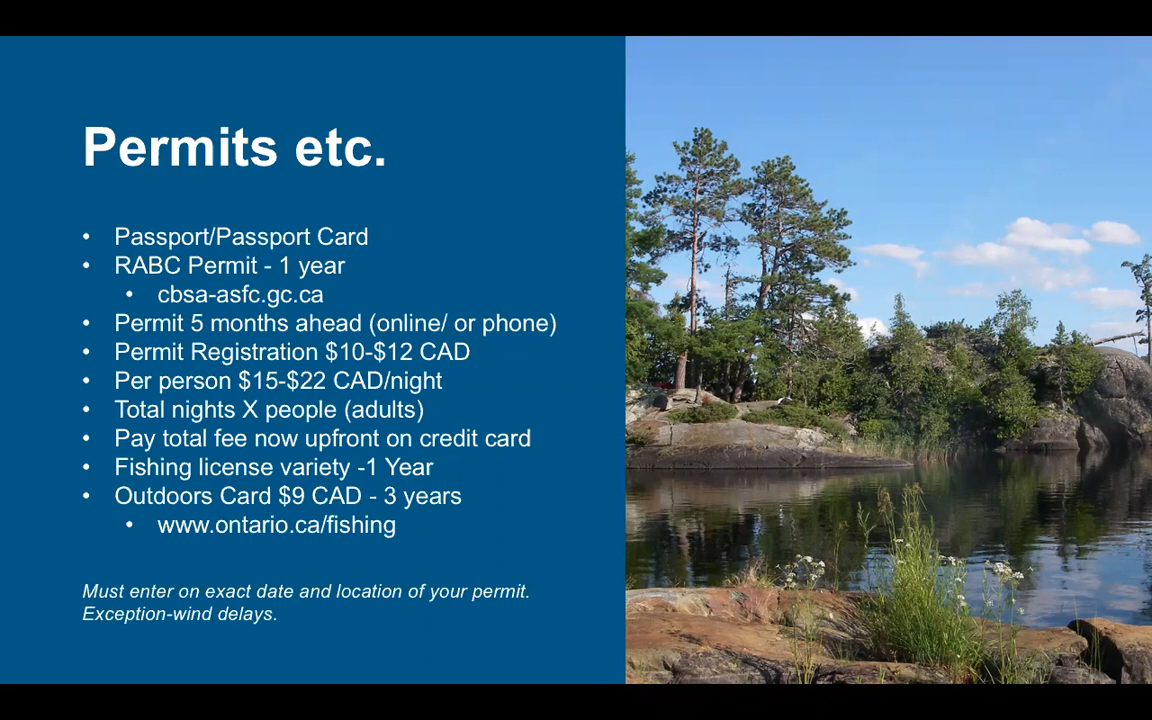 Permits etc.
• Passport/Passport Card
• RABC Permit - 1 year
• cbsa-asfc.gc.ca
• Permit 5 months ahead (online/ or phone)
• Permit Registration $10-$12 CAD
• Per person $15-$22 CAD/night
• Total nights X people (adults)
• Pay total fee now upfront on credit card
• Fishing license variety -1 Year
• Outdoors Card $9 CAD - 3 years
• www.ontario.ca/fishing
Must enter on exact date and location of your permit.
Exception-wind delays.